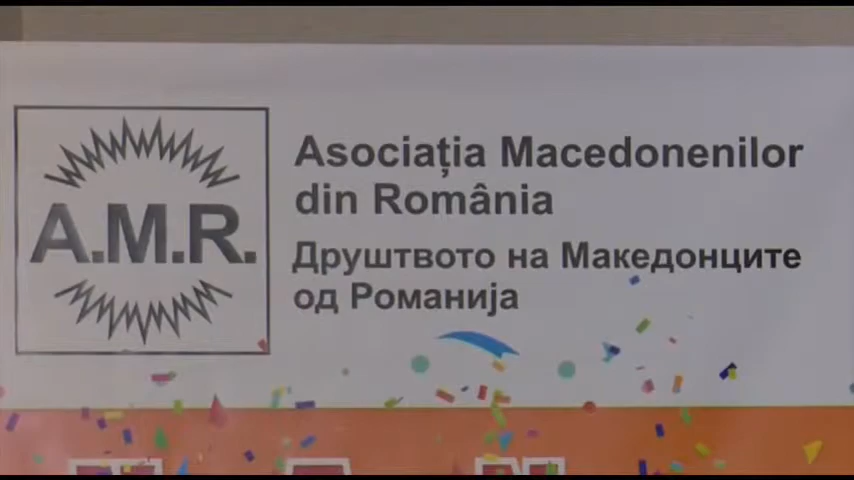 A.M.R.
Asociația Macedonenilor
din România
Друштвото на Македонците
од Романија